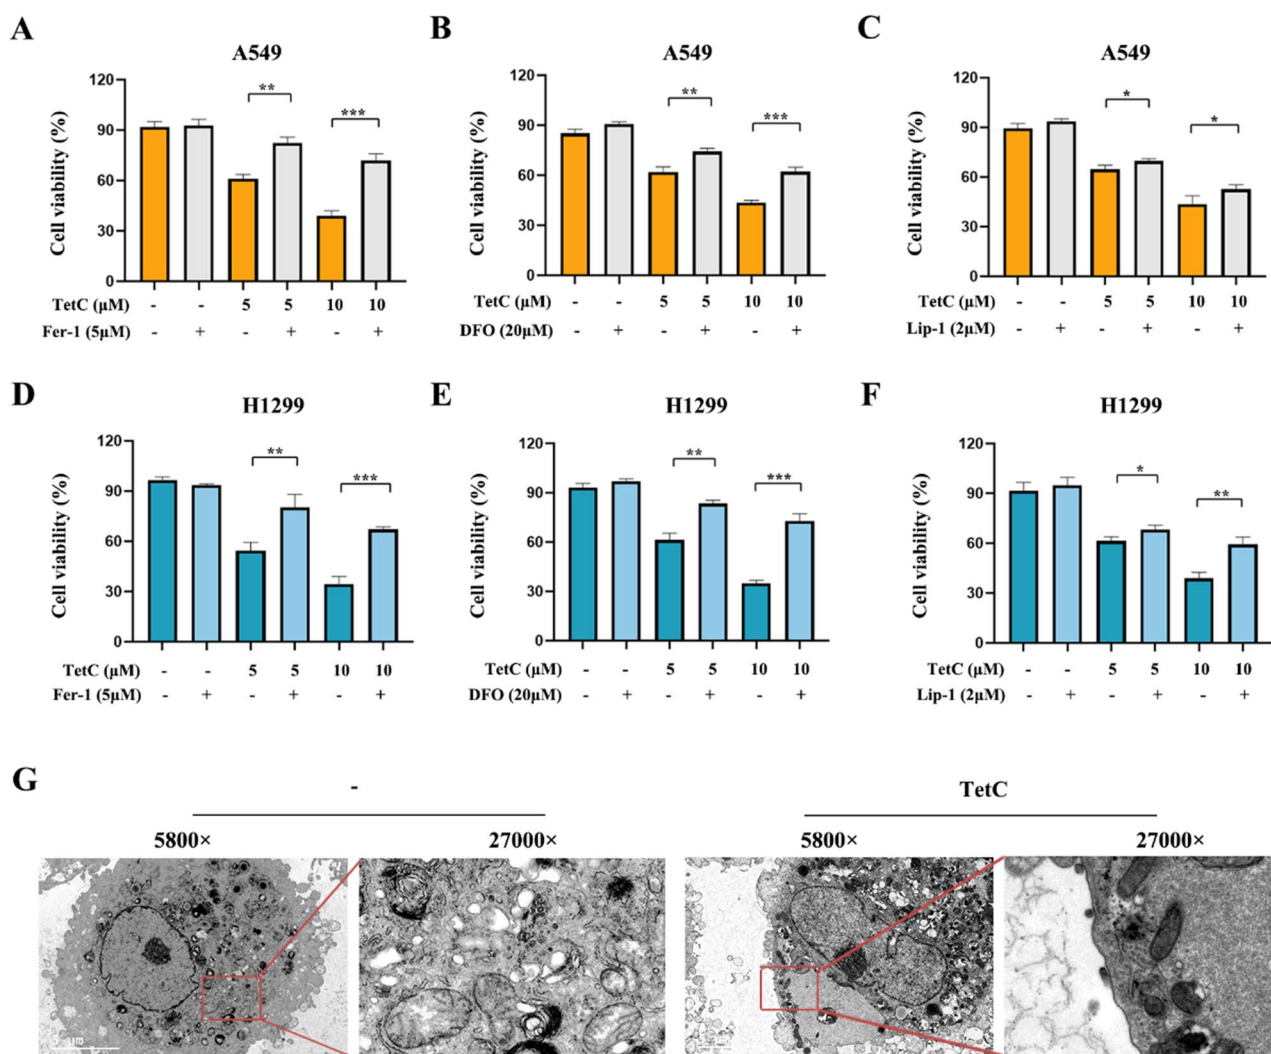 A
A549
Cell viability (%)
120
90
60
30
0
TetC (μM) - - 5 5 10 10
Fer-1 (5μM) - + - + - +
** ***
B
A549
Cell viability (%)
120
90
60
30
0
TetC (μM) - - 5 5 10 10
DFO (20μM) - + - + - +
** ***
C
A549
Cell viability (%)
120
90
60
30
0
TetC (μM) - - 5 5 10 10
Lip-1 (2μM) - + - + - +
* *
D
H1299
Cell viability (%)
120
90
60
30
0
TetC (μM) - - 5 5 10 10
Fer-1 (5μM) - + - + - +
** ***
E
H1299
Cell viability (%)
120
90
60
30
0
TetC (μM) - - 5 5 10 10
DFO (20μM) - + - + - +
** ***
F
H1299
Cell viability (%)
120
90
60
30
0
TetC (μM) - - 5 5 10 10
Lip-1 (2μM) - + - + - +
* **
G
- TetC
5800× 27000× 5800× 27000×
5 μm